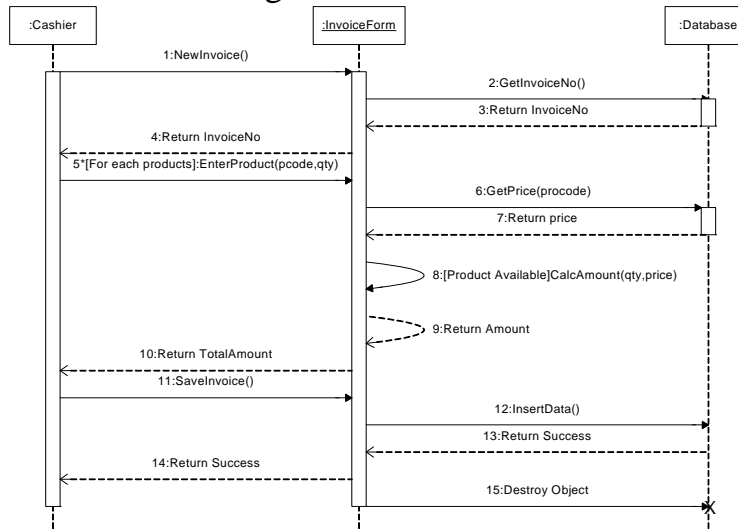 :Cashier
:InvoiceForm
:Database
1:NewInvoice()
2:GetInvoiceNo()
3:Return InvoiceNo
4:Return InvoiceNo
5*[For each products]:EnterProduct(pcode,qty)
6:GetPrice(procode)
7:Return price
8:[Product Available]CalcAmount(qty,price)
9:Return Amount
10:Return TotalAmount
11:SaveInvoice()
12:InsertData()
13:Return Success
14:Return Success
15:Destroy Object
X